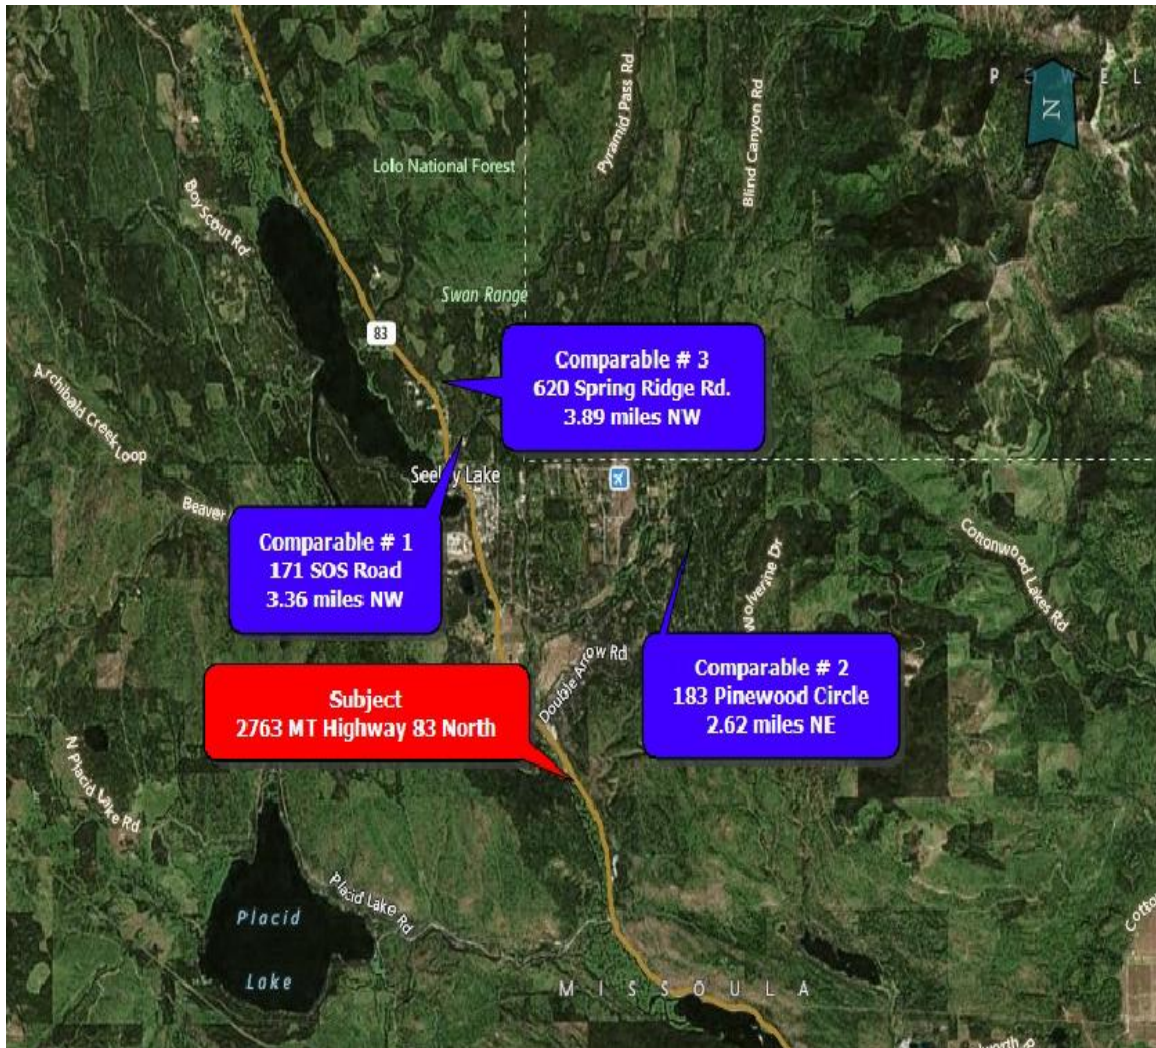 Pyramid Pass Rd
Blind Canyon Rd
N
Lolo National Forest
Boy Scout Rd
Swan Range
83
Comparable # 3
620 Spring Ridge Rd.
3.89 miles NW
Archibald Creek
Loop
Seeley Lake
Beaver
Comparable # 1
171 SOS Road
3.36 miles NW
Cottonwood Lakes Rd
Wolverine Dr
Double Arrow Rd
Comparable # 2
183 Pinewood Circle
2.62 miles NE
Subject
2763 MT Highway 83 North
N Placid Lake Rd
Placid Lake Rd
Placid
Lake
MISSOULA